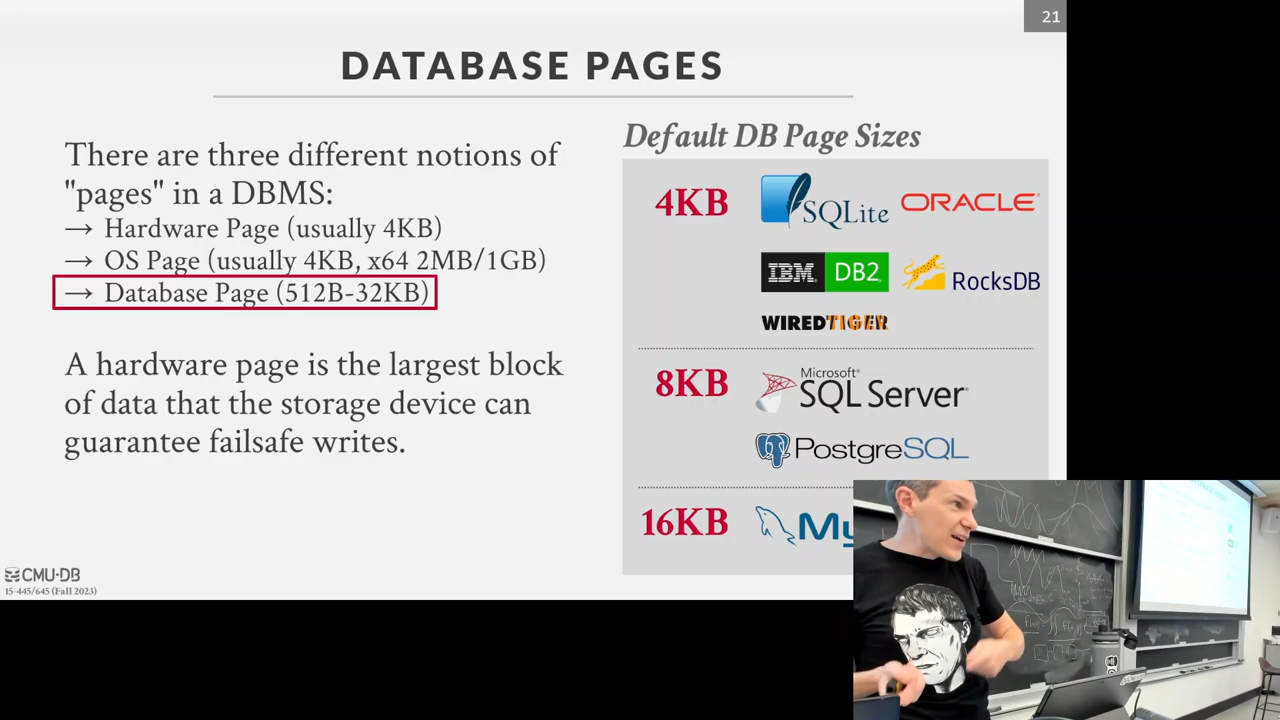 21
DATABASE PAGES
There are three different notions of
"pages" in a DBMS:
→ Hardware Page (usually 4KB)
→ OS Page (usually 4KB, x64 2MB/1GB)
→ Database Page (512B-32KB)
A hardware page is the largest block
of data that the storage device can
guarantee failsafe writes.
Default DB Page Sizes
4KB
SQLite
ORACLE
IBM DB2
RocksDB
WIREDTIGER
8KB
Microsoft
SQL Server
PostgreSQL
16KB
My
CMU·DB
15-445/645 (Fall 2023)